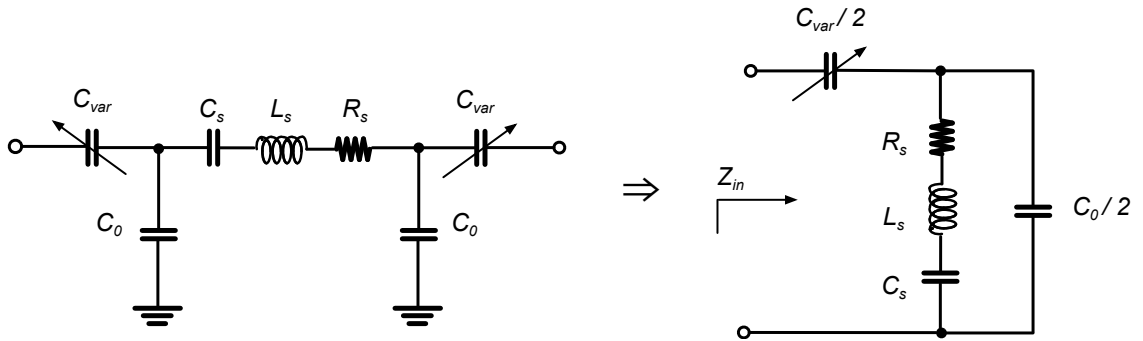 C_var
C_s
L_s
R_s
C_var
C_0
C_0
⇒
C_var / 2
Z_in
R_s
L_s
C_s
C_0 / 2